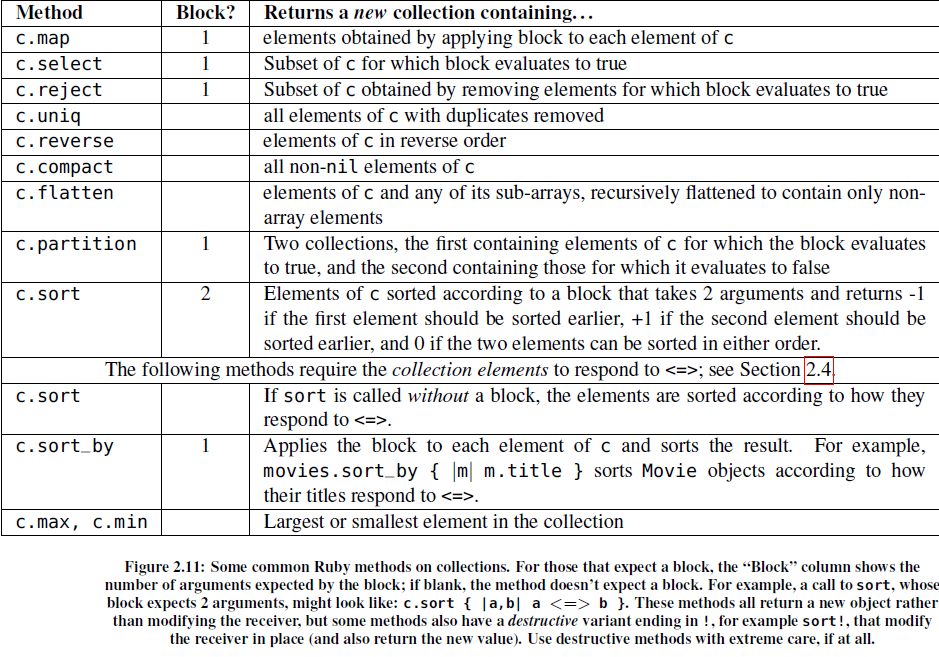 Method Block? Returns a new collection containing…
c.map 1 elements obtained by applying block to each element of c
c.select 1 Subset of c for which block evaluates to true
c.reject 1 Subset of c obtained by removing elements for which block evaluates to true
c.uniq all elements of c with duplicates removed
c.reverse elements of c in reverse order
c.compact all non-nil elements of c
c.flatten elements of c and any of its sub-arrays, recursively flattened to contain only non-
array elements
c.partition 1 Two collections, the first containing elements of c for which the block evaluates
to true, and the second containing those for which it evaluates to false
c.sort 2 Elements of c sorted according to a block that takes 2 arguments and returns -1
if the first element should be sorted earlier, +1 if the second element should be
sorted earlier, and 0 if the two elements can be sorted in either order.
The following methods require the collection elements to respond to <=>; see Section 2.4.
c.sort If sort is called without a block, the elements are sorted according to how they
respond to <=>.
c.sort_by 1 Applies the block to each element of c and sorts the result. For example,
movies.sort_by { |m| m.title } sorts Movie objects according to how
their titles respond to <=>.
c.max, c.min Largest or smallest element in the collection
Figure 2.11: Some common Ruby methods on collections. For those that expect a block, the “Block” column shows the
number of arguments expected by the block; if blank, the method doesn’t expect a block. For example, a call to sort, whose
block expects 2 arguments, might look like: c.sort { |a,b| a <=> b }. These methods all return a new object rather
than modifying the receiver, but some methods also have a destructive variant ending in !, for example sort!, that modify
the receiver in place (and also return the new value). Use destructive methods with extreme care, if at all.